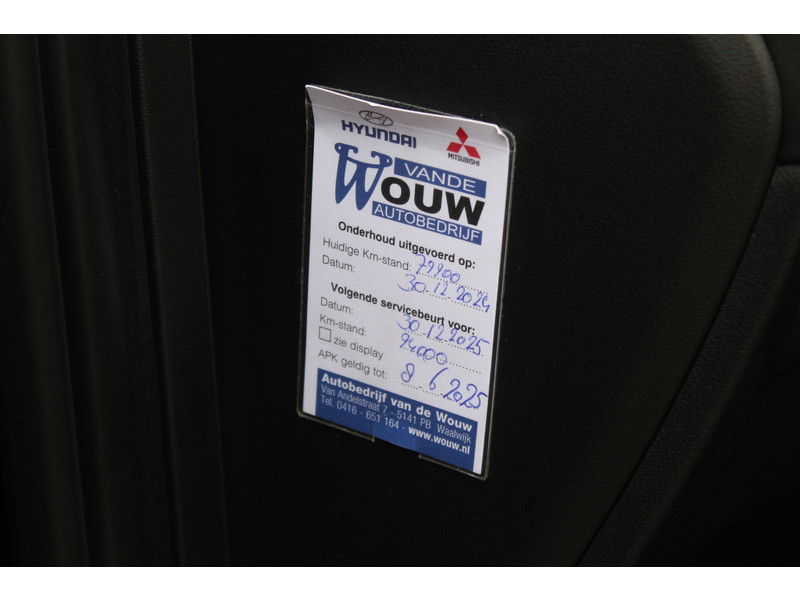 HYUNDAI
MITSUBISHI
VANDE
WOUW
AUTOBEDRIJF
Onderhoud uitgevoerd op:
Huidige Km-stand: 79900
Datum: 30.12.2024
Volgende servicebeurt voor:
Datum: 30.12.2025
Km-stand: 94000
zie display
APK geldig tot: 8 6 2025
Autobedrijf van de Wouw
Van Andelstraat 7 - 5141 PB Waalwijk
Tel. 0416 - 651 164 - www.wouw.nl